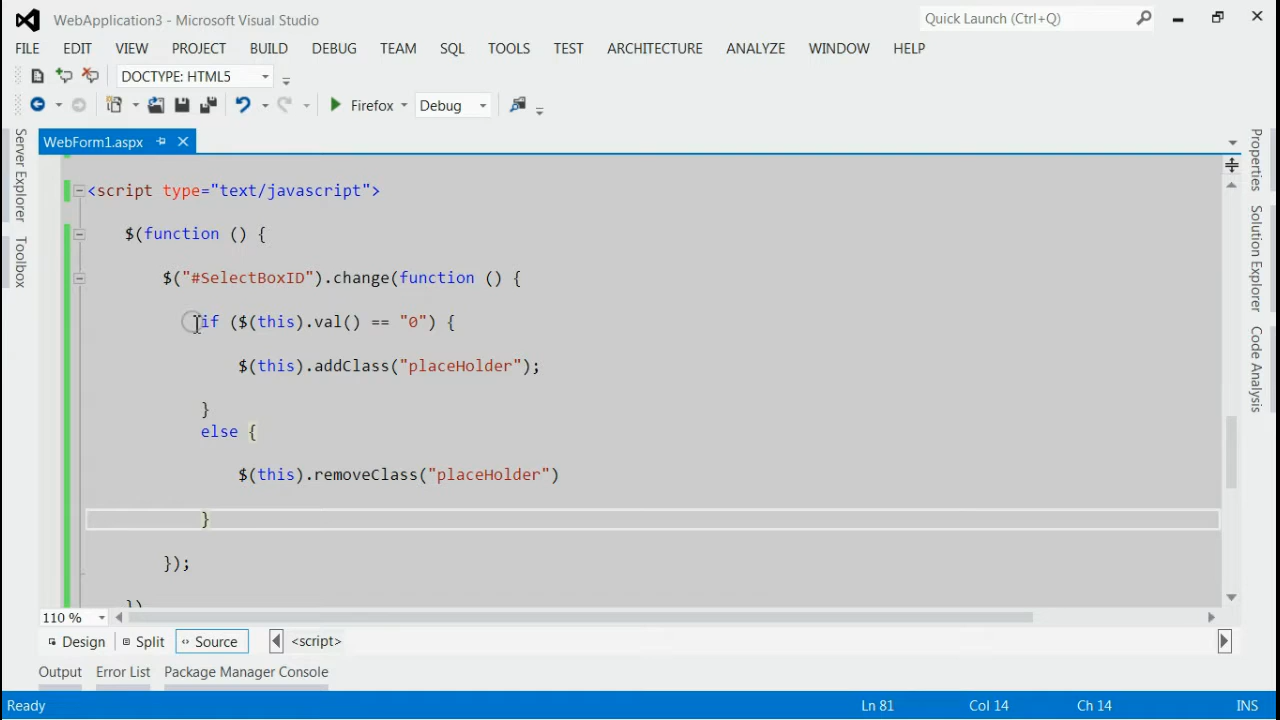 WebApplication3 - Microsoft Visual Studio
Quick Launch (Ctrl+Q)
FILE EDIT VIEW PROJECT BUILD DEBUG TEAM SQL TOOLS TEST ARCHITECTURE ANALYZE WINDOW HELP
DOCTYPE: HTML5
Firefox Debug
Server Explorer
Toolbox
WebForm1.aspx
<script type="text/javascript">
$(function () {
$("#SelectBoxID").change(function () {
if ($(this).val() == "0") {
$(this).addClass("placeHolder");
}
else {
$(this).removeClass("placeHolder")
}
});
})
Properties
Solution Explorer
Code Analysis
110 %
Design Split Source <script>
Output Error List Package Manager Console
Ready Ln 81 Col 14 Ch 14 INS